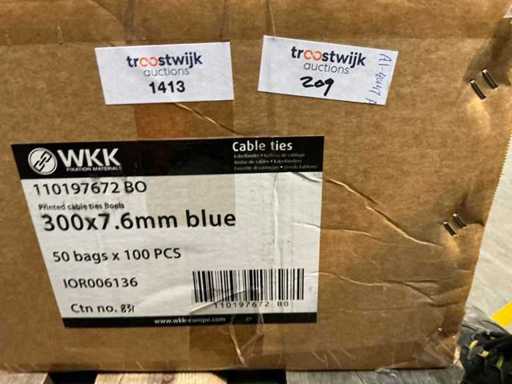 troostwijk
auctions
1413
troostwijk
auctions
209
WKK
FIXATION MATERIALS
Cable ties
110197672 BO
Printed cable ties Boels
300x7.6mm blue
50 bags x 100 PCS
IOR006136
Ctn no. 831
110197672 BO
www.wkk-europe.com